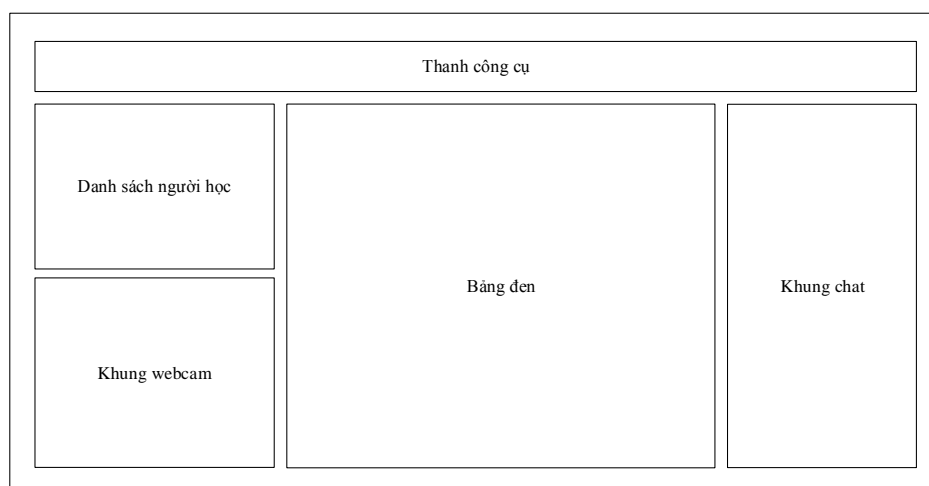 Thanh công cụ
Danh sách người học
Bảng đen
Khung chat
Khung webcam